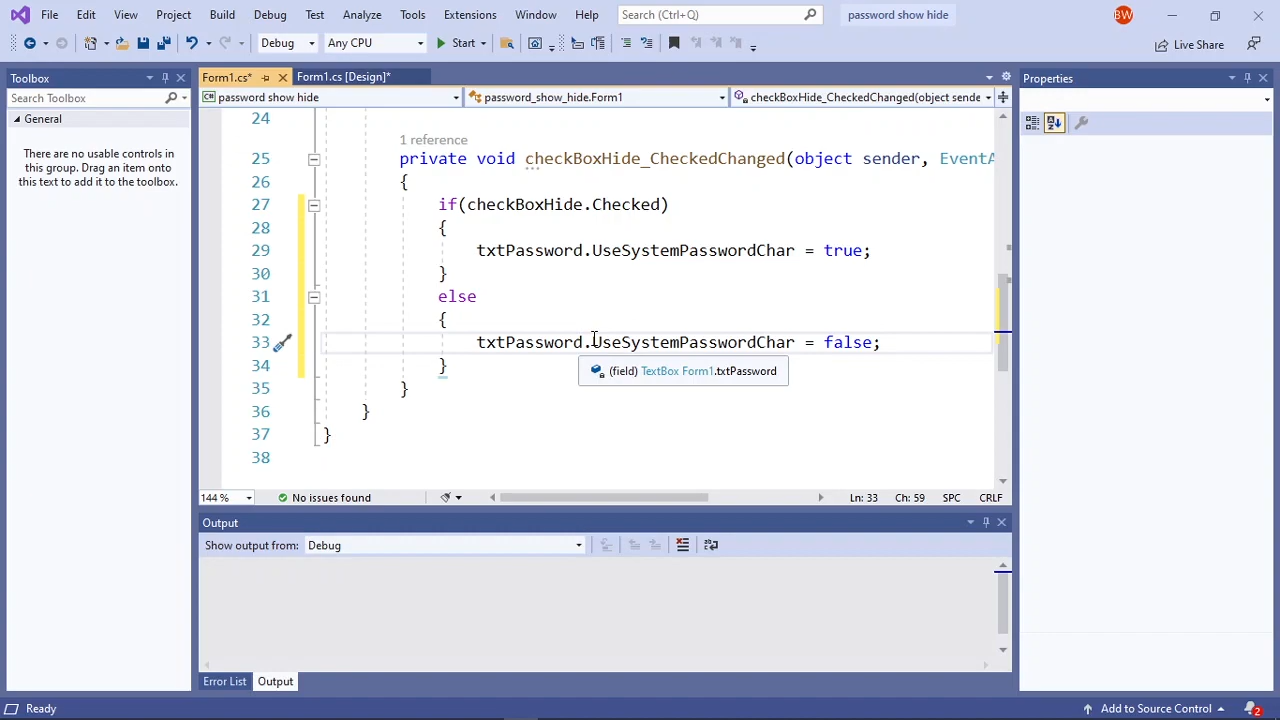 File Edit View Project Build Debug Test Analyze Tools Extensions Window Help Search (Ctrl+Q) password show hide BW
Debug Any CPU Start Live Share
Toolbox
Search Toolbox
General
There are no usable controls in
this group. Drag an item onto
this text to add it to the toolbox.
Form1.cs* Form1.cs [Design]*
password show hide password_show_hide.Form1 checkBoxHide_CheckedChanged(object sende
24
1 reference
25 private void checkBoxHide_CheckedChanged(object sender, EventA
26 {
27 if(checkBoxHide.Checked)
28 {
29 txtPassword.UseSystemPasswordChar = true;
30 }
31 else
32 {
33 txtPassword.UseSystemPasswordChar = false;
34 }
(field) TextBox Form1.txtPassword
35 }
36 }
37 }
38
144 % No issues found Ln: 33 Ch: 59 SPC CRLF
Output
Show output from: Debug
Error List Output
Properties
Ready Add to Source Control 2